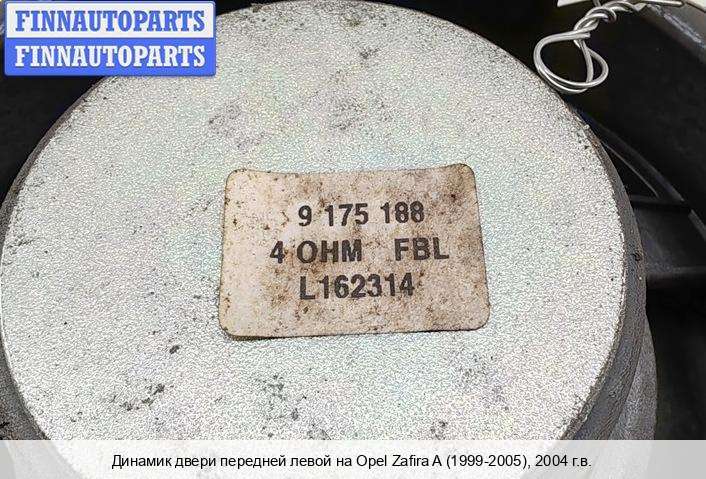 FINNAUTOPARTS
FINNAUTOPARTS
9 175 188
4 OHM FBL
L162314
Динамик двери передней левой на Opel Zafira A (1999-2005), 2004 г.в.